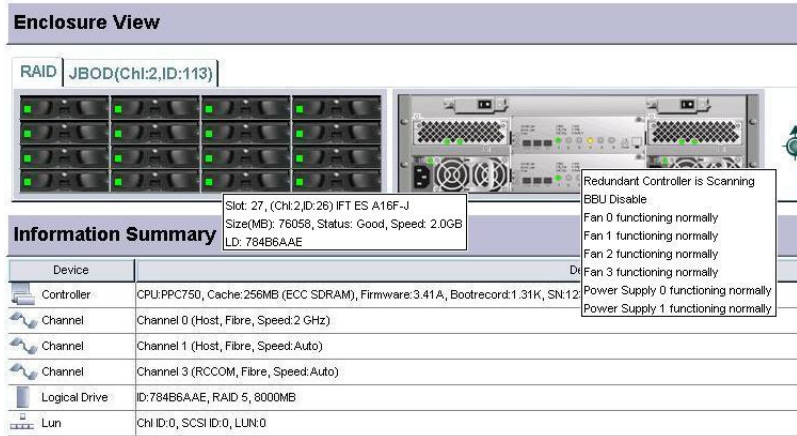 Enclosure View
RAID
JBOD(Chl:2,ID:113)
Slot: 27, (Chl:2,ID:26) IFT ES A16F-J
Size(MB): 76058, Status: Good, Speed: 2.0GB
LD: 784B6AAE
Redundant Controller is Scanning
BBU Disable
Fan 0 functioning normally
Fan 1 functioning normally
Fan 2 functioning normally
Fan 3 functioning normally
Power Supply 0 functioning normally
Power Supply 1 functioning normally
Information Summary
Device
Controller CPU:PPC750, Cache:256MB (ECC SDRAM), Firmware:3.41A, Bootrecord:1.31K, SN:12
Channel Channel 0 (Host, Fibre, Speed:2 GHz)
Channel Channel 1 (Host, Fibre, Speed:Auto)
Channel Channel 3 (RCCOM, Fibre, Speed:Auto)
Logical Drive ID:784B6AAE, RAID 5, 8000MB
Lun Chl ID:0, SCSI ID:0, LUN:0